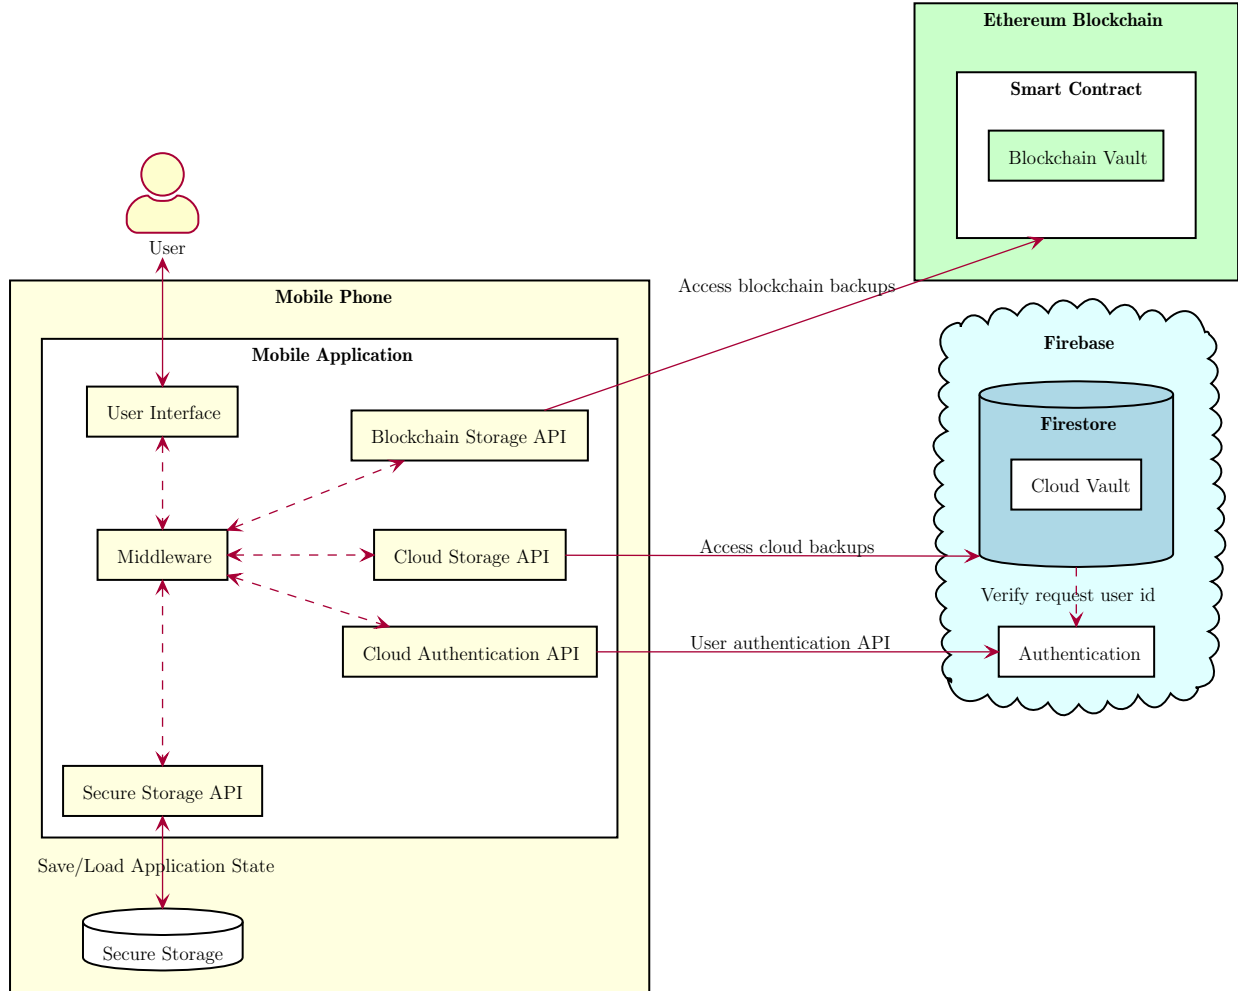 Ethereum Blockchain
Smart Contract
Blockchain Vault
User
Mobile Phone
Access blockchain backups
Mobile Application
Firebase
User Interface
Blockchain Storage API
Firestore
Cloud Vault
Middleware
Cloud Storage API
Access cloud backups
Verify request user id
Cloud Authentication API
User authentication API
Authentication
Secure Storage API
Save/Load Application State
Secure Storage